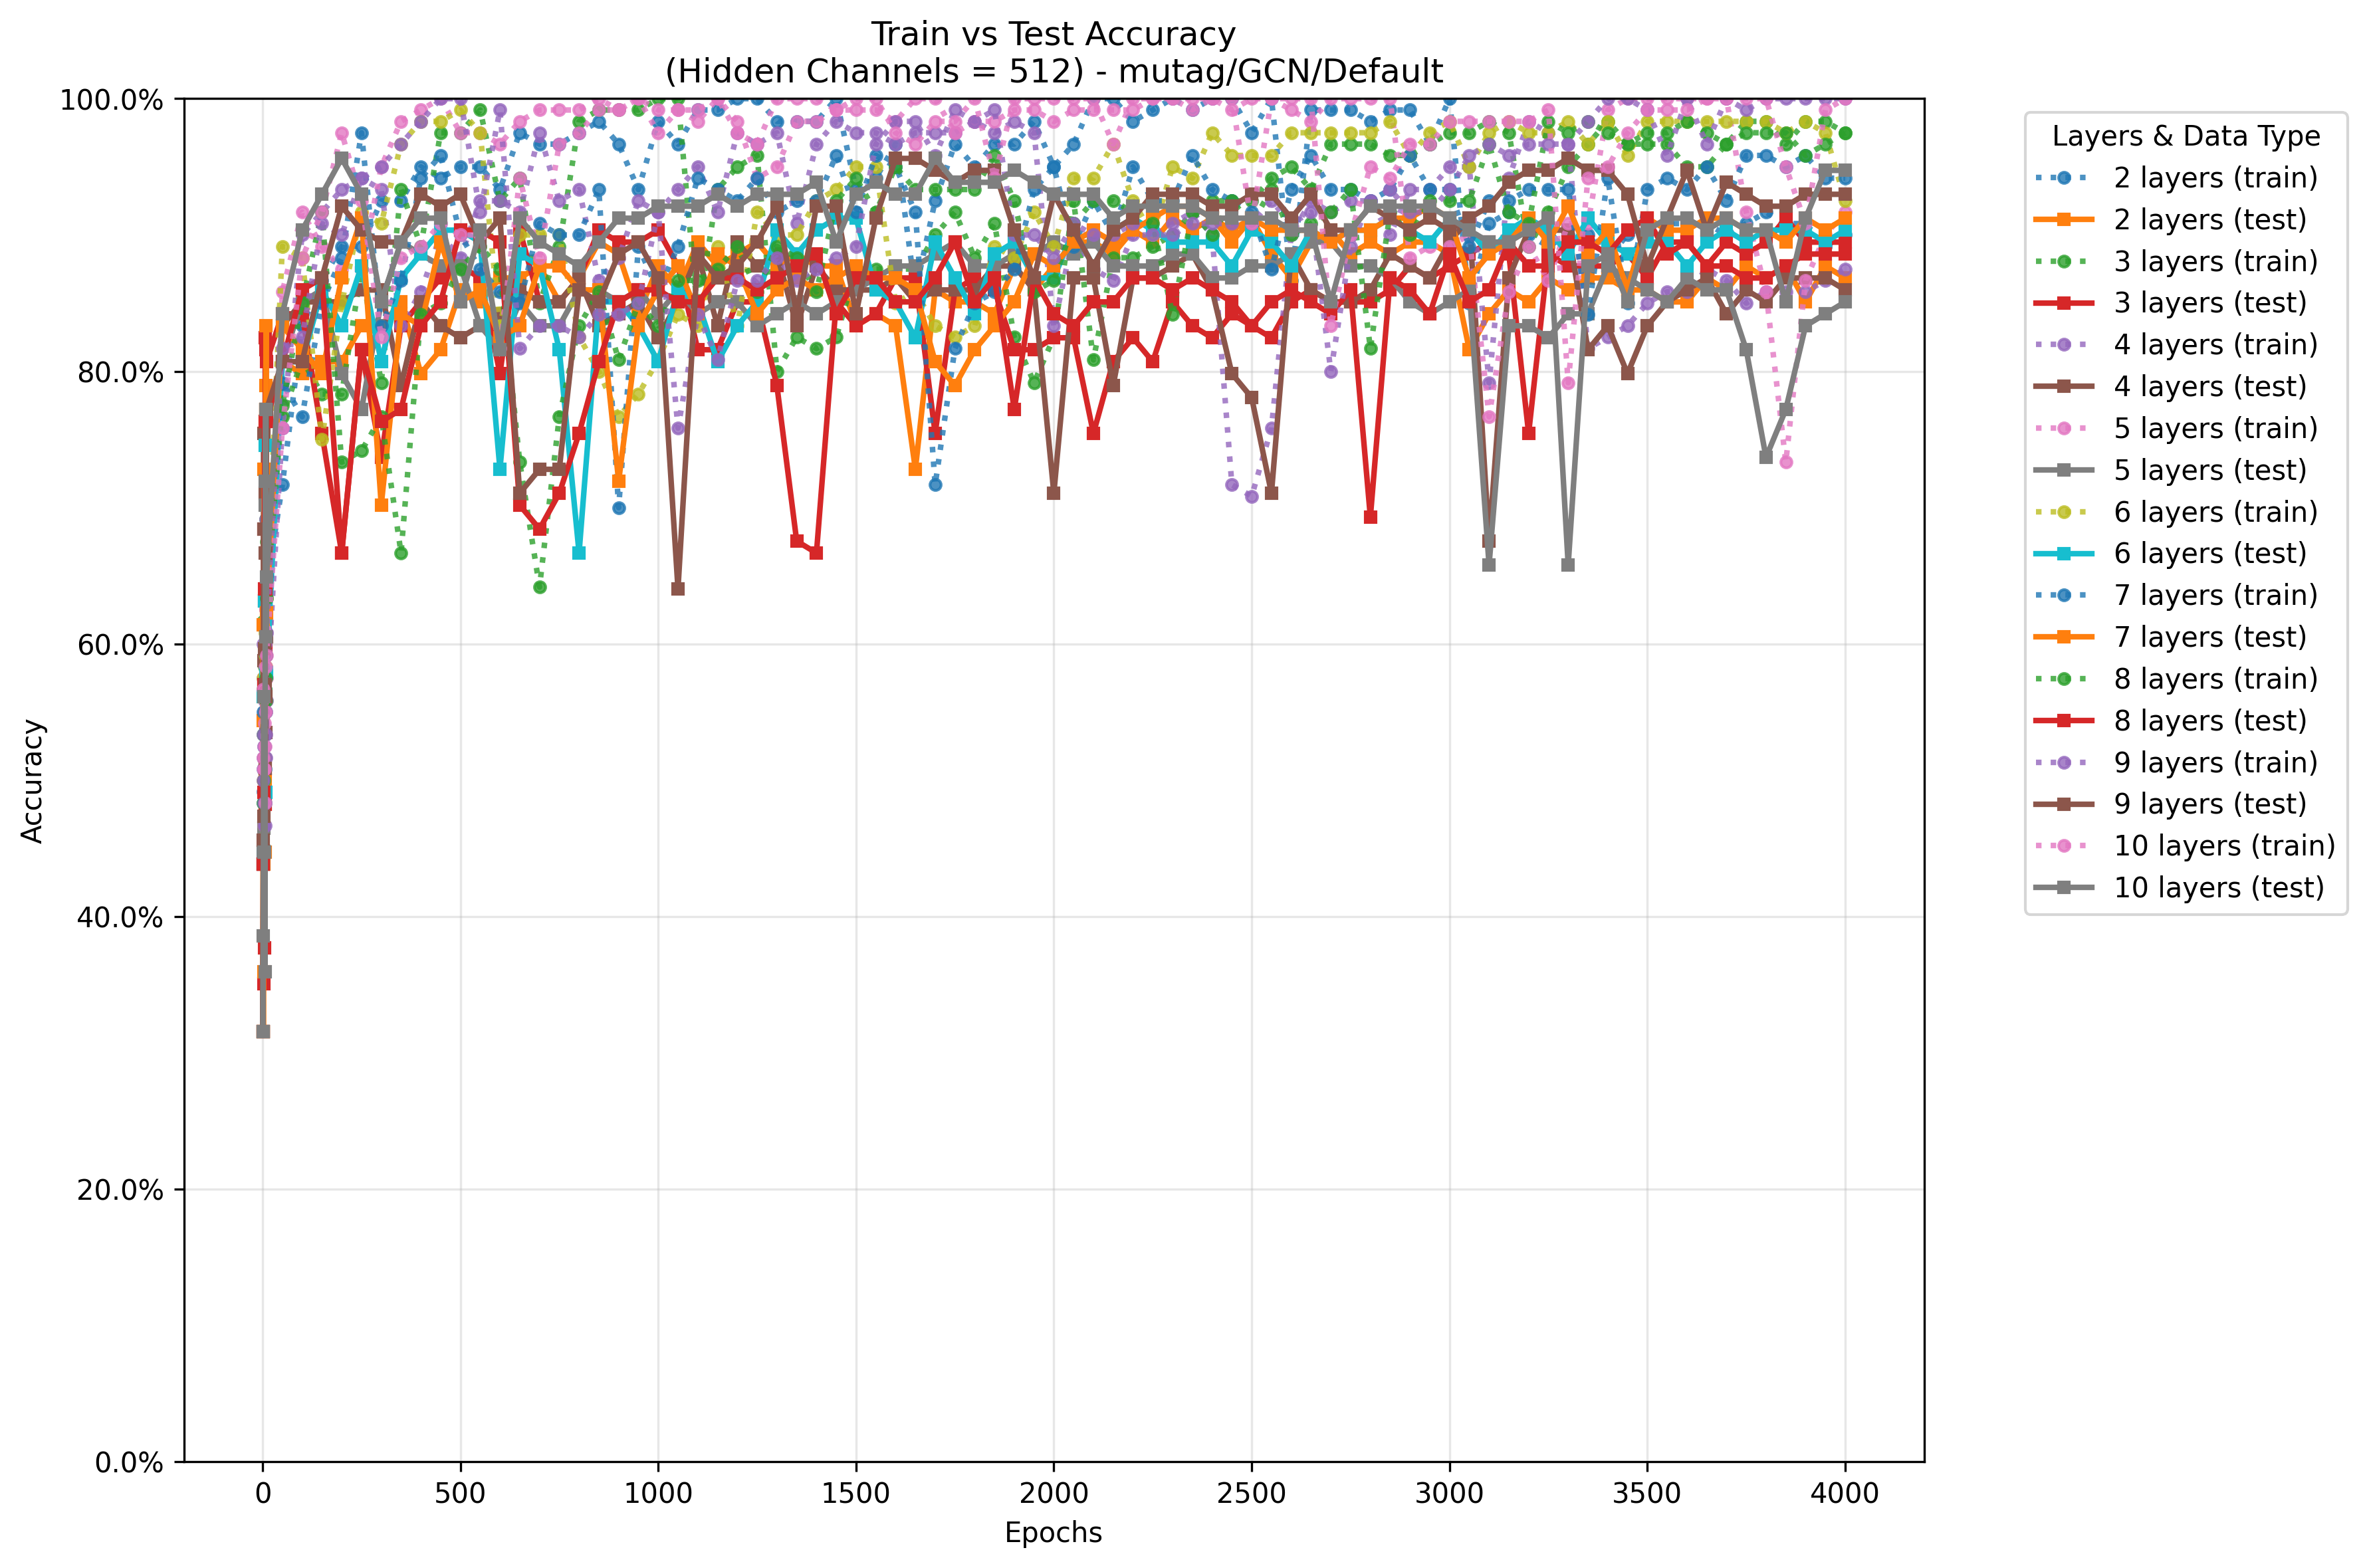 Train vs Test Accuracy
(Hidden Channels = 512) - mutag/GCN/Default
100.0%
80.0%
60.0%
40.0%
20.0%
0.0%
Accuracy
0
500
1000
1500
2000
2500
3000
3500
4000
Epochs
Layers & Data Type
2 layers (train)
2 layers (test)
3 layers (train)
3 layers (test)
4 layers (train)
4 layers (test)
5 layers (train)
5 layers (test)
6 layers (train)
6 layers (test)
7 layers (train)
7 layers (test)
8 layers (train)
8 layers (test)
9 layers (train)
9 layers (test)
10 layers (train)
10 layers (test)